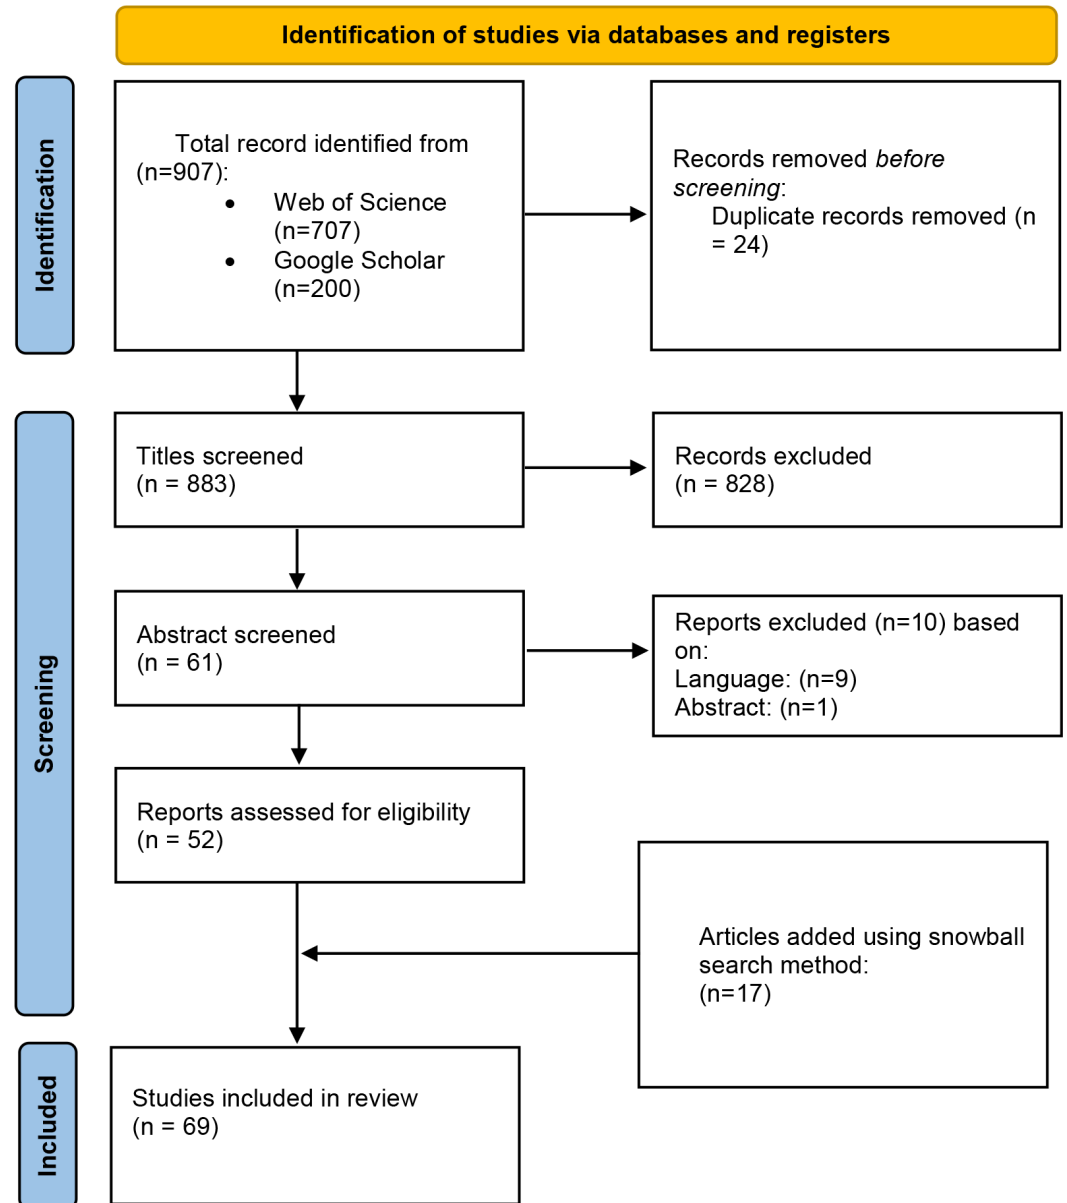 Identification of studies via databases and registers
Identification
Total record identified from
(n=907):
• Web of Science
(n=707)
• Google Scholar
(n=200)
Records removed before
screening:
Duplicate records removed (n
= 24)
Screening
Titles screened
(n = 883)
Records excluded
(n = 828)
Abstract screened
(n = 61)
Reports excluded (n=10) based
on:
Language: (n=9)
Abstract: (n=1)
Reports assessed for eligibility
(n = 52)
Articles added using snowball
search method:
(n=17)
Included
Studies included in review
(n = 69)